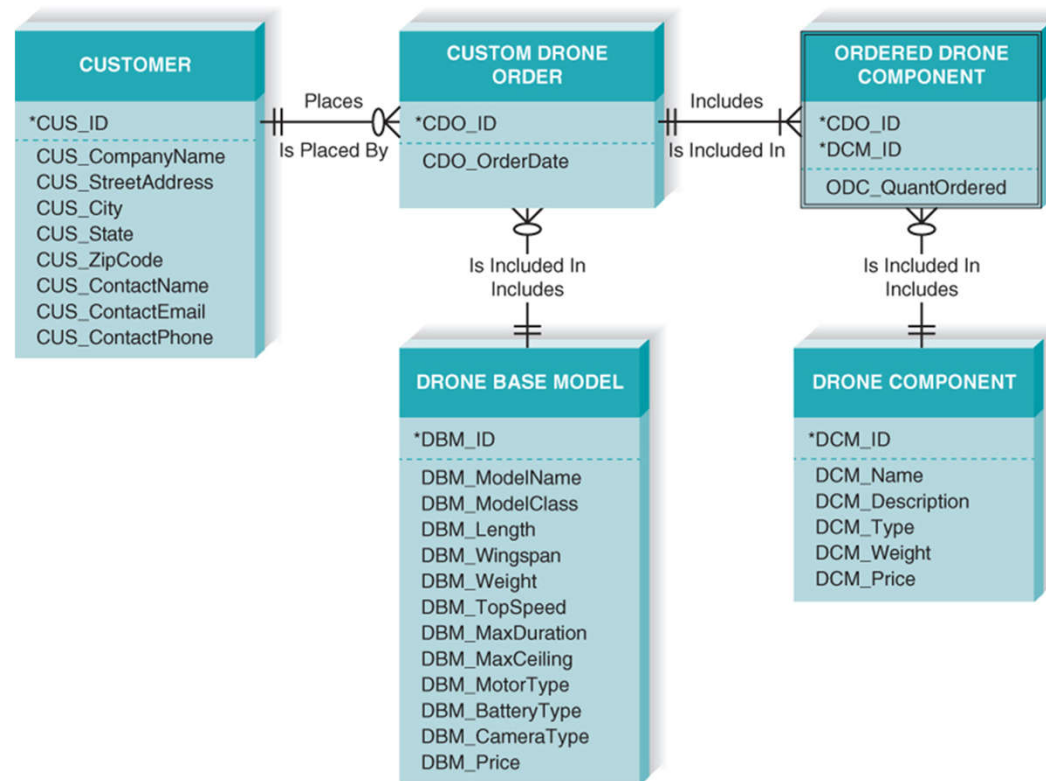 CUSTOMER
*CUS_ID
CUS_CompanyName
CUS_StreetAddress
CUS_City
CUS_State
CUS_ZipCode
CUS_ContactName
CUS_ContactEmail
CUS_ContactPhone
Places
Is Placed By
CUSTOM DRONE
ORDER
*CDO_ID
CDO_OrderDate
Includes
Is Included In
ORDERED DRONE
COMPONENT
*CDO_ID
*DCM_ID
ODC_QuantOrdered
Is Included In
Includes
DRONE BASE MODEL
*DBM_ID
DBM_ModelName
DBM_ModelClass
DBM_Length
DBM_Wingspan
DBM_Weight
DBM_TopSpeed
DBM_MaxDuration
DBM_MaxCeiling
DBM_MotorType
DBM_BatteryType
DBM_CameraType
DBM_Price
Is Included In
Includes
DRONE COMPONENT
*DCM_ID
DCM_Name
DCM_Description
DCM_Type
DCM_Weight
DCM_Price